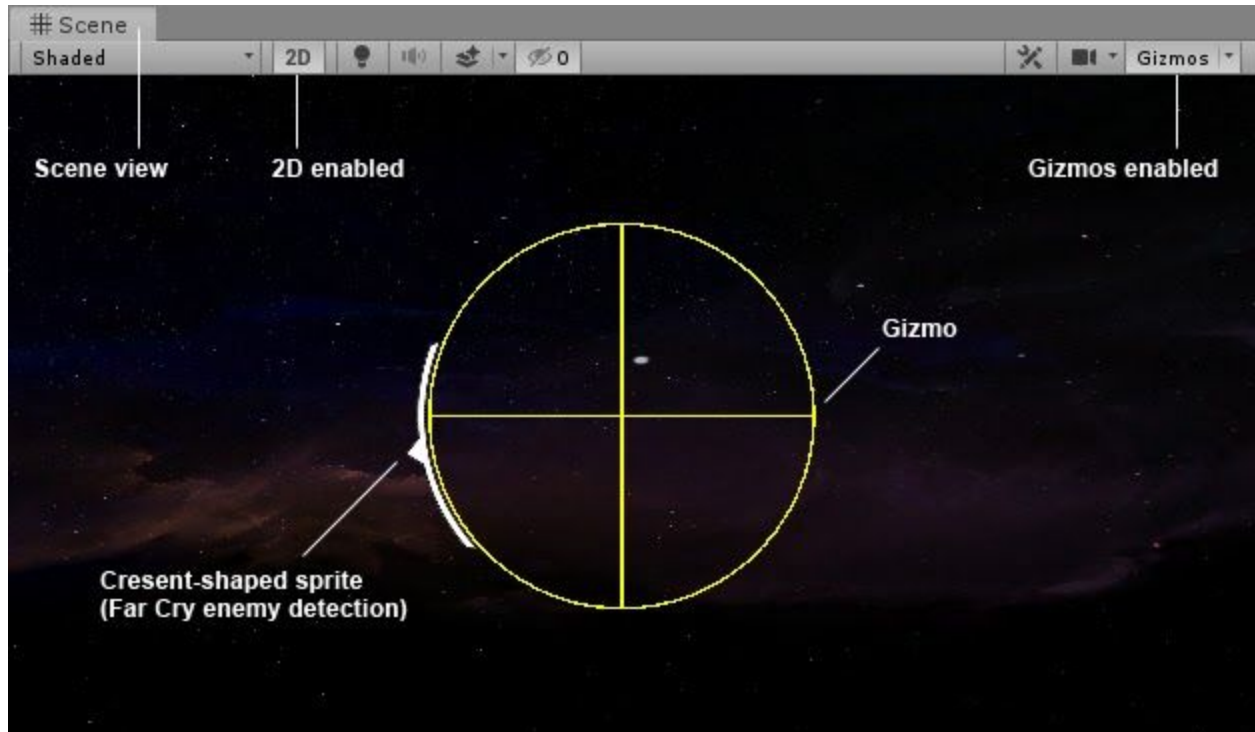 Scene
Shaded
2D
0
Gizmos
Scene view
2D enabled
Gizmos enabled
Gizmo
Cresent-shaped sprite
(Far Cry enemy detection)